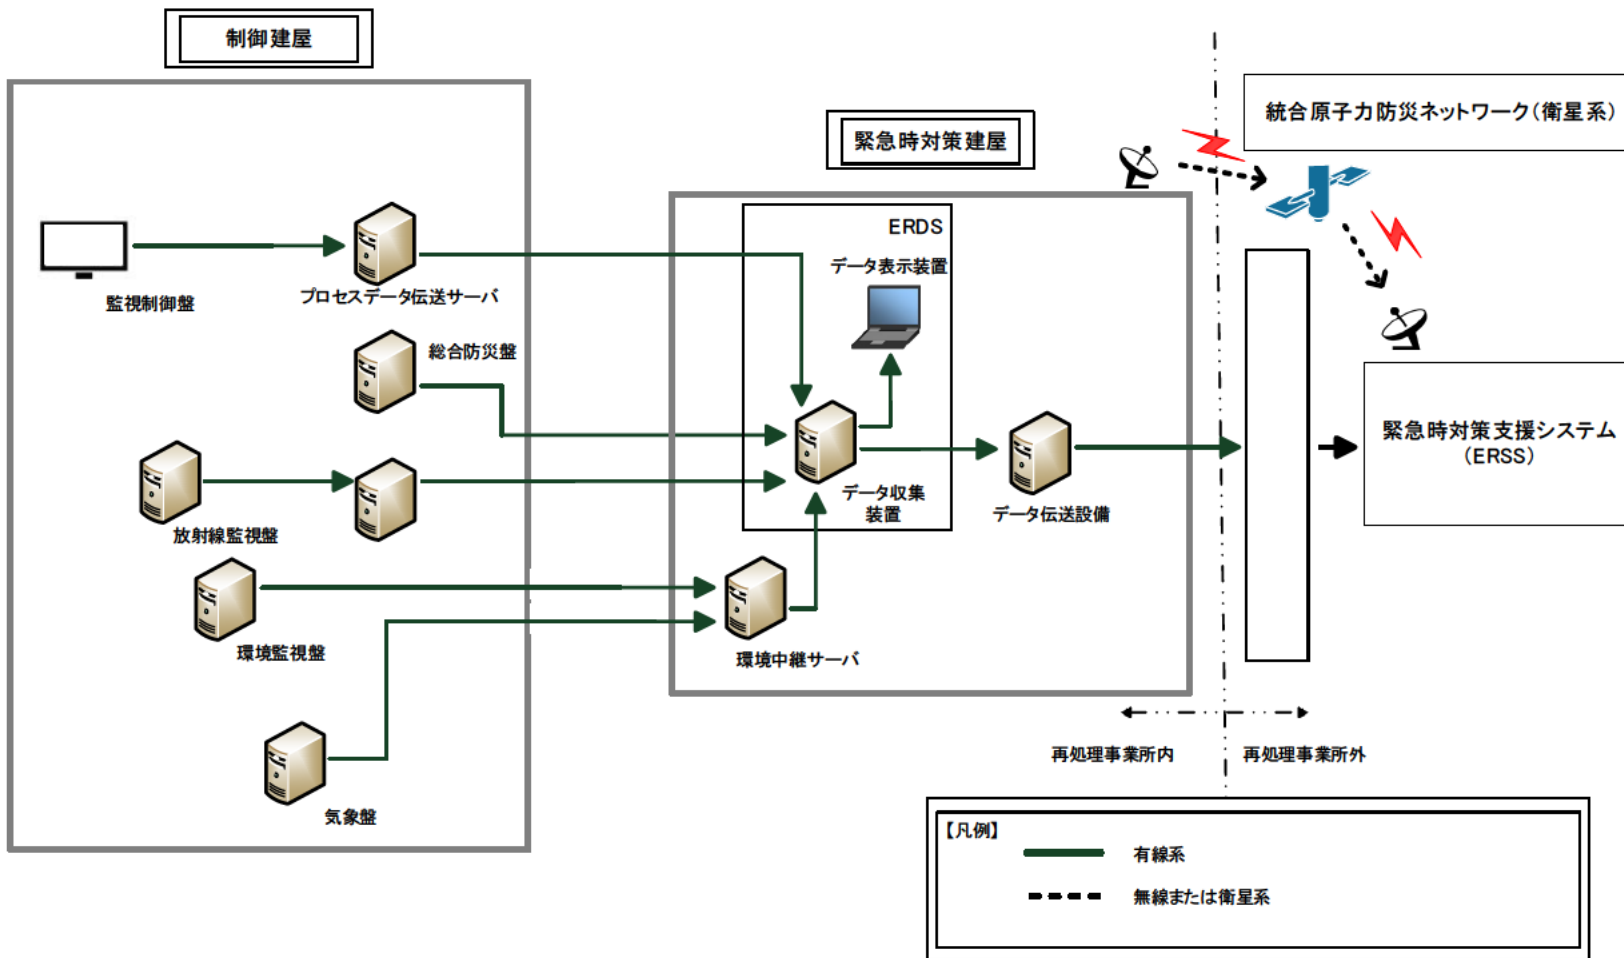 制御建屋
統合原子力防災ネットワーク(衛星系)
緊急時対策建屋
ERDS
データ表示装置
監視制御盤
プロセスデータ伝送サーバ
総合防災盤
緊急時対策支援システム
(ERSS)
データ収集
装置
データ伝送設備
放射線監視盤
環境監視盤
環境中継サーバ
再処理事業所内
再処理事業所外
気象盤
【凡例】
有線系
無線または衛星系